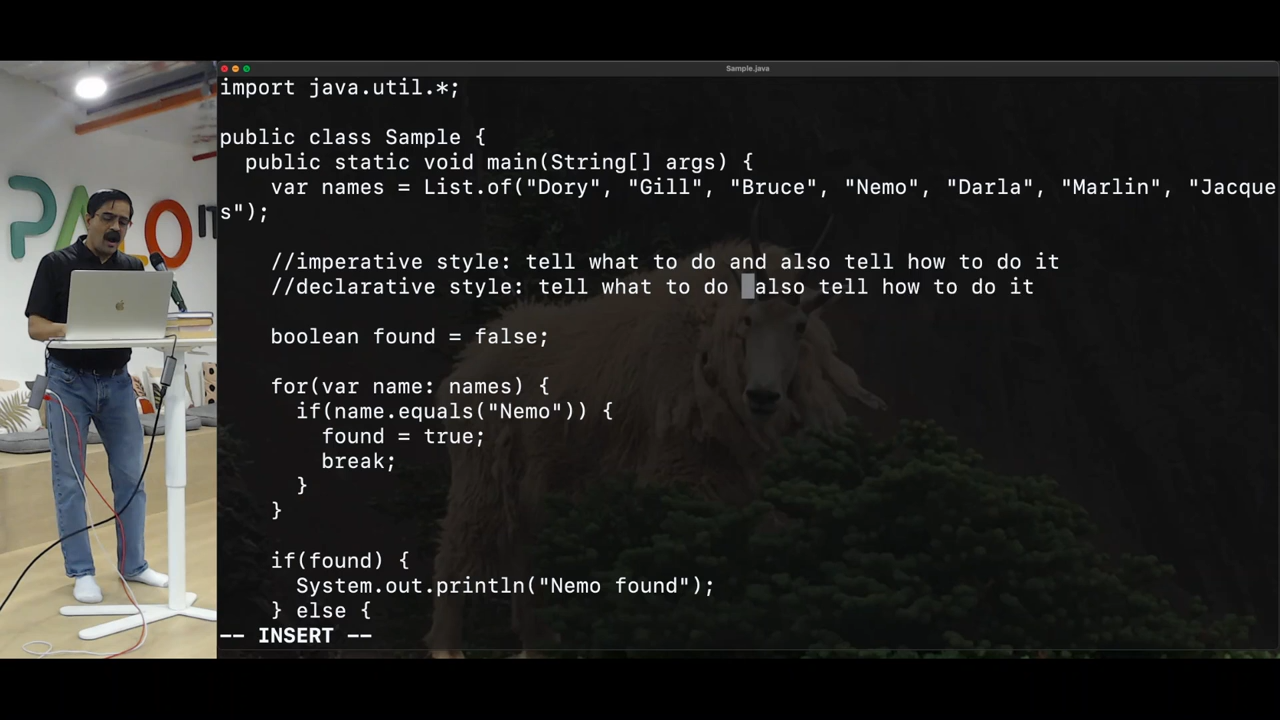 PALO IT
Sample.java
import java.util.*;
public class Sample {
public static void main(String[] args) {
var names = List.of("Dory", "Gill", "Bruce", "Nemo", "Darla", "Marlin", "Jacque
s");
//imperative style: tell what to do and also tell how to do it
//declarative style: tell what to do also tell how to do it
boolean found = false;
for(var name: names) {
if(name.equals("Nemo")) {
found = true;
break;
}
}
if(found) {
System.out.println("Nemo found");
} else {
-- INSERT --